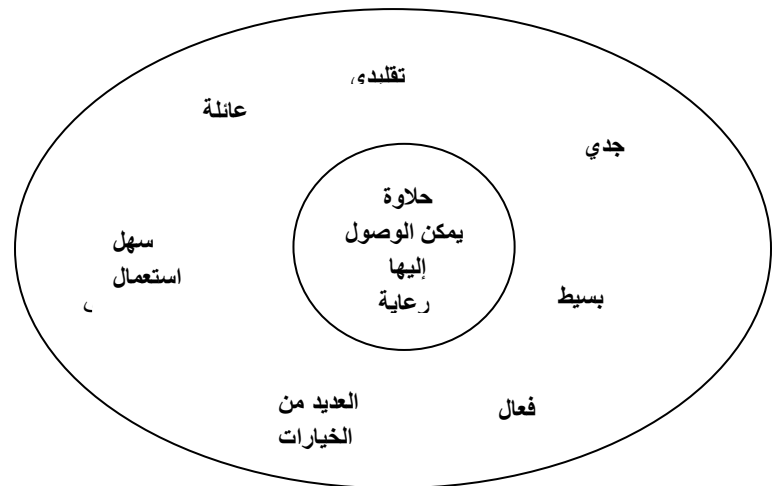 تقليدي
عائلة
جدي
حلاوة
يمكن الوصول
إليها
رعاية
سهل
استعمال
بسيط
العديد من
الخيارات
فعال